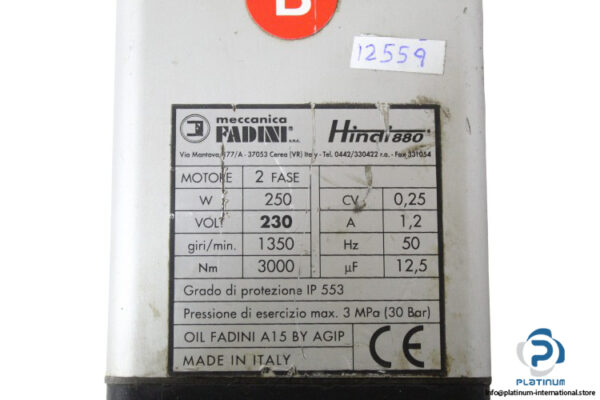 B
12559
meccanica
FADINI s.n.c. Hindi 880
Via Mantova 177/A - 37053 Cerea (VR) Italy - Tel. 0442/330422 r.a. - Fax 331054
MOTORE 2 FASE
W 250 CV 0,25
VOLT 230 A 1,2
giri/min. 1350 Hz 50
Nm 3000 µF 12,5
Grado di protezione IP 553
Pressione di esercizio max. 3 MPa (30 Bar)
OIL FADINI A15 BY AGIP
MADE IN ITALY CE
PLATINUM
info@platinum-international.store